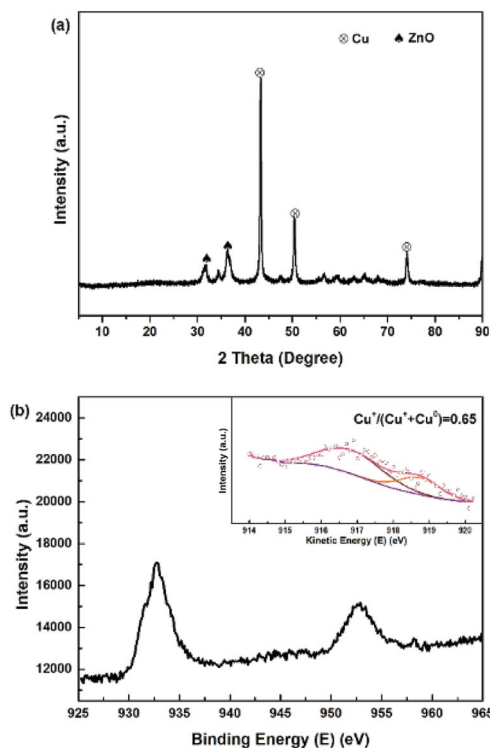 (a)
Cu ZnO
Intensity (a.u.)
10 20 30 40 50 60 70 80 90
2 Theta (Degree)
(b)
24000
22000
20000
18000
16000
14000
12000
Intensity (a.u.)
Cu⁺/(Cu⁺+Cu⁰)=0.65
Intensity (a.u.)
914 915 916 917 918 919 920
Kinetic Energy (E) (eV)
925 930 935 940 945 950 955 960 965
Binding Energy (E) (eV)